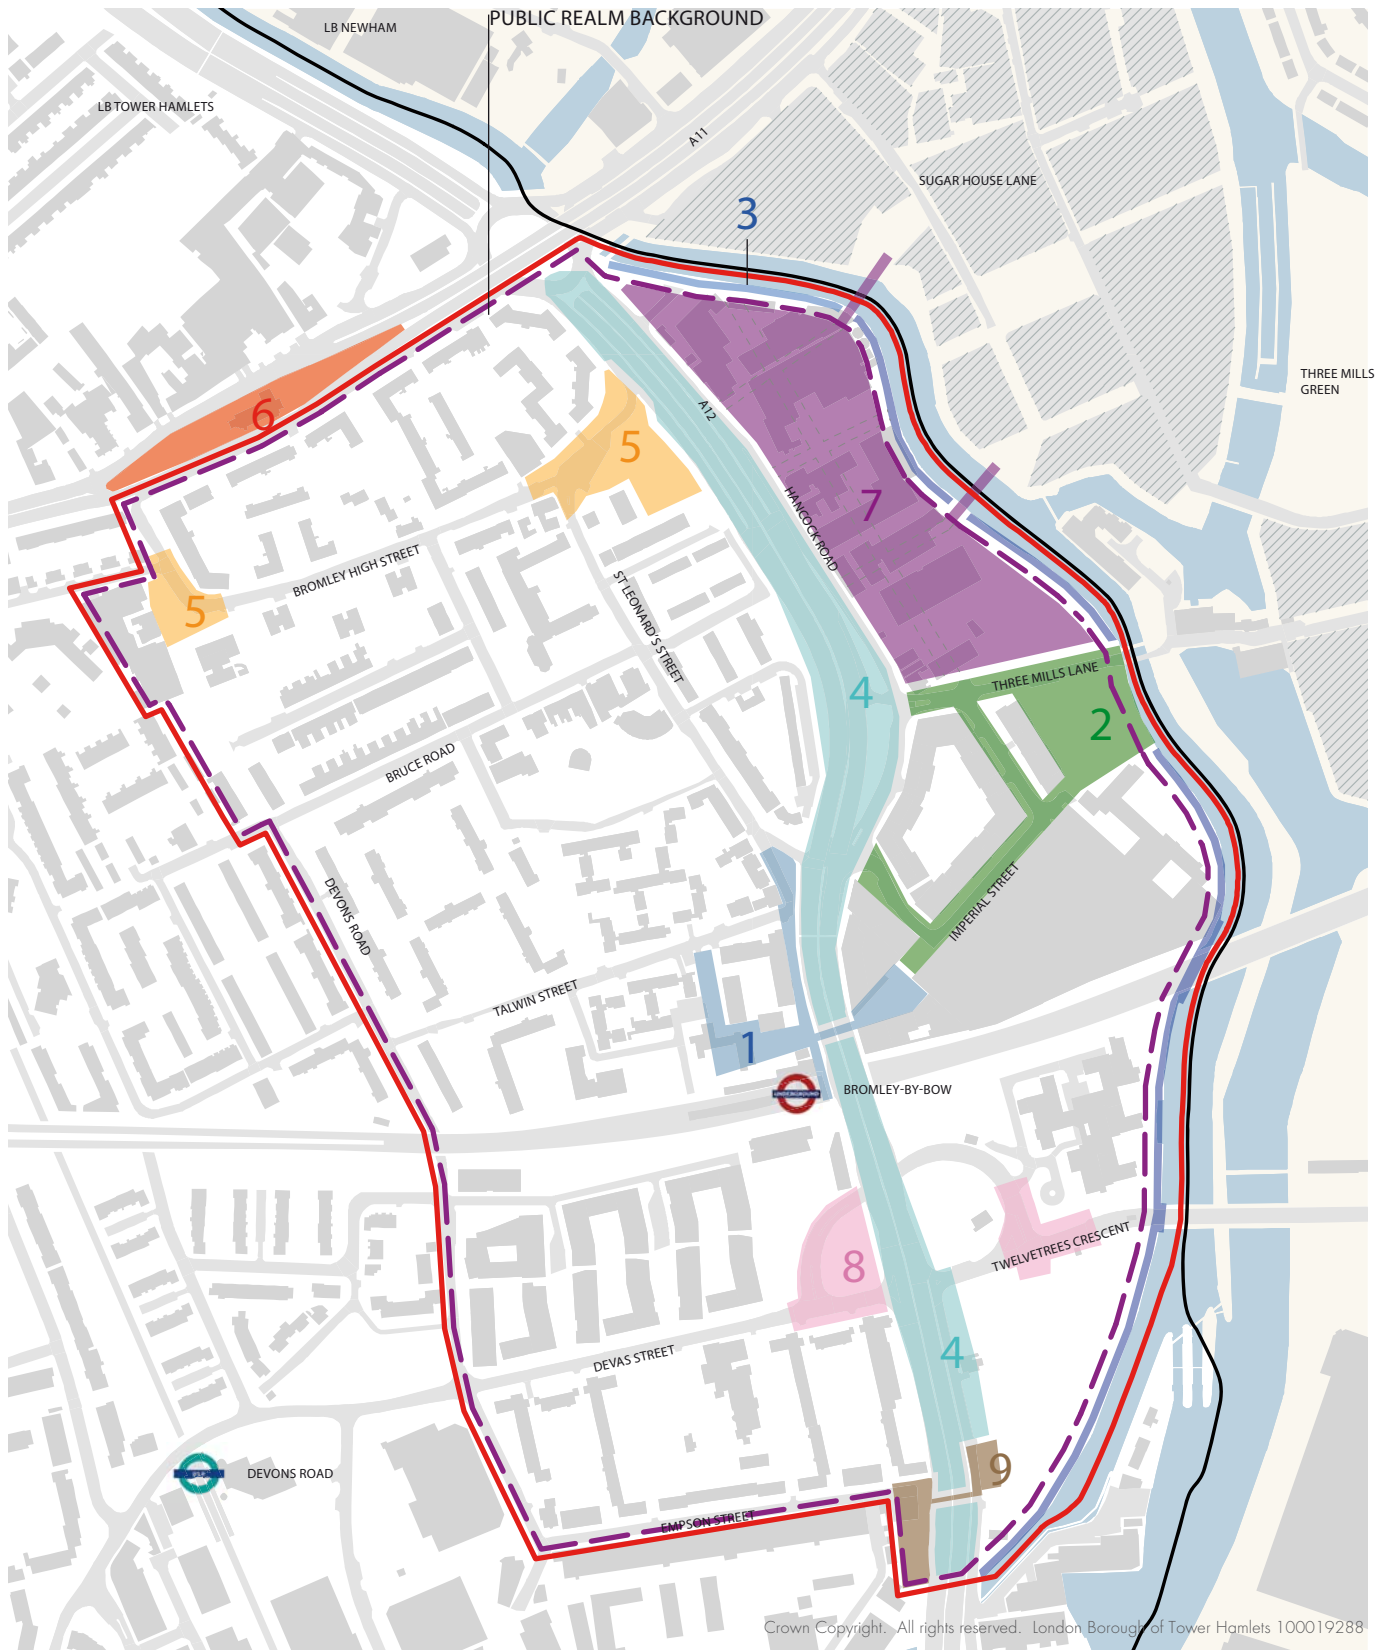 PUBLIC REALM BACKGROUND
LB NEWHAM
LB TOWER HAMLETS
A11
SUGAR HOUSE LANE
3
THREE MILLS
GREEN
6
A12
5
7
HANCOCK ROAD
BROMLEY HIGH STREET
5
ST LEONARD'S STREET
THREE MILLS LANE
4
2
BRUCE ROAD
DEVONS ROAD
IMPERIAL STREET
TALWIN STREET
1
UNDERGROUND
BROMLEY-BY-BOW
TWELVETREES CRESCENT
8
DEVAS STREET
4
9
DLR
DEVONS ROAD
EMPSON STREET
Crown Copyright. All rights reserved. London Borough of Tower Hamlets 100019288